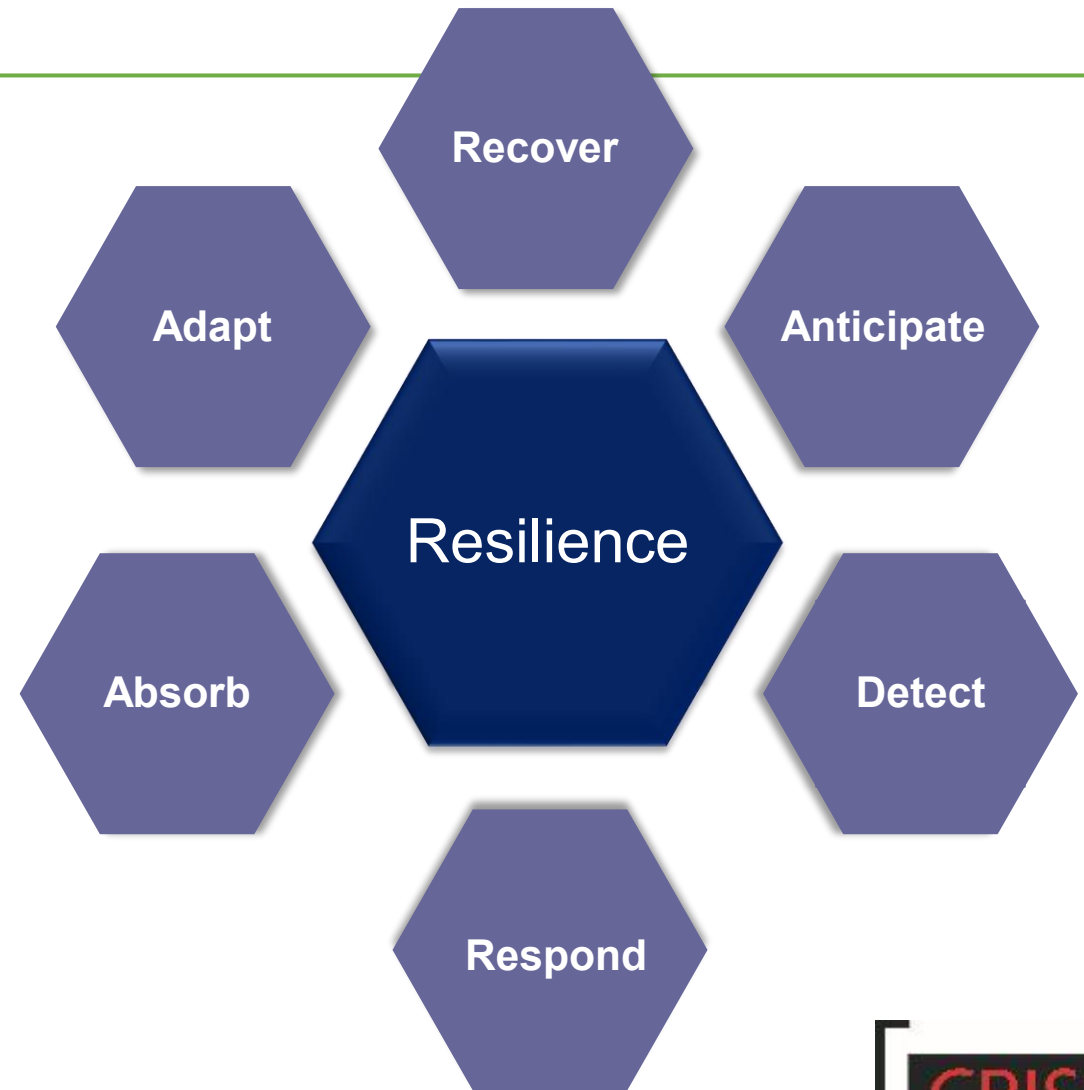 Recover
Adapt
Anticipate
Resilience
Absorb
Detect
Respond